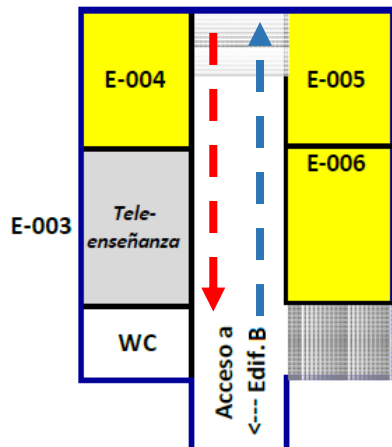 E-004
E-005
E-006
E-003
Tele-
enseñanza
WC
Acceso a
<--- Edif. B